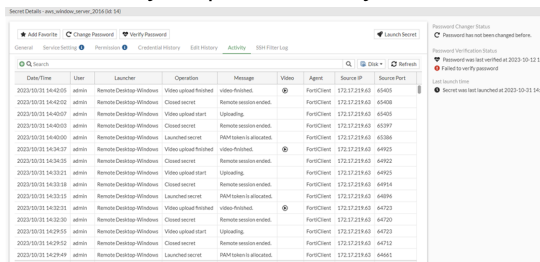 Secret Details - aws_window_server_2016 (id: 14)
Add Favorite Change Password Verify Password Launch Secret
General Service Setting Permission Credential History Edit History Activity SSH Filter Log
Search Disk Refresh
Date/Time User Launcher Operation Message Video Agent Source IP Source Port
2023/10/31 14:42:05 admin Remote Desktop-Windows Video upload finished video-finished. FortiClient 172.17.219.63 65405
2023/10/31 14:42:02 admin Remote Desktop-Windows Closed secret Remote session ended. FortiClient 172.17.219.63 65408
2023/10/31 14:40:07 admin Remote Desktop-Windows Video upload start Uploading. FortiClient 172.17.219.63 65405
2023/10/31 14:40:03 admin Remote Desktop-Windows Closed secret Remote session ended. FortiClient 172.17.219.63 65397
2023/10/31 14:40:00 admin Remote Desktop-Windows Launched secret PAM token is allocated. FortiClient 172.17.219.63 65386
2023/10/31 14:34:37 admin Remote Desktop-Windows Video upload finished video-finished. FortiClient 172.17.219.63 64925
2023/10/31 14:34:35 admin Remote Desktop-Windows Closed secret Remote session ended. FortiClient 172.17.219.63 64922
2023/10/31 14:33:21 admin Remote Desktop-Windows Video upload start Uploading. FortiClient 172.17.219.63 64925
2023/10/31 14:33:18 admin Remote Desktop-Windows Closed secret Remote session ended. FortiClient 172.17.219.63 64914
2023/10/31 14:33:15 admin Remote Desktop-Windows Launched secret PAM token is allocated. FortiClient 172.17.219.63 64896
2023/10/31 14:32:31 admin Remote Desktop-Windows Video upload finished video-finished. FortiClient 172.17.219.63 64723
2023/10/31 14:32:30 admin Remote Desktop-Windows Closed secret Remote session ended. FortiClient 172.17.219.63 64720
2023/10/31 14:29:55 admin Remote Desktop-Windows Video upload start Uploading. FortiClient 172.17.219.63 64723
2023/10/31 14:29:52 admin Remote Desktop-Windows Closed secret Remote session ended. FortiClient 172.17.219.63 64712
2023/10/31 14:29:49 admin Remote Desktop-Windows Launched secret PAM token is allocated. FortiClient 172.17.219.63 64661
Password Changer Status
Password has not been changed before.
Password Verification Status
Password was last verified at 2023-10-12 1
Failed to verify password
Last launch time
Secret was last launched at 2023-10-31 14: